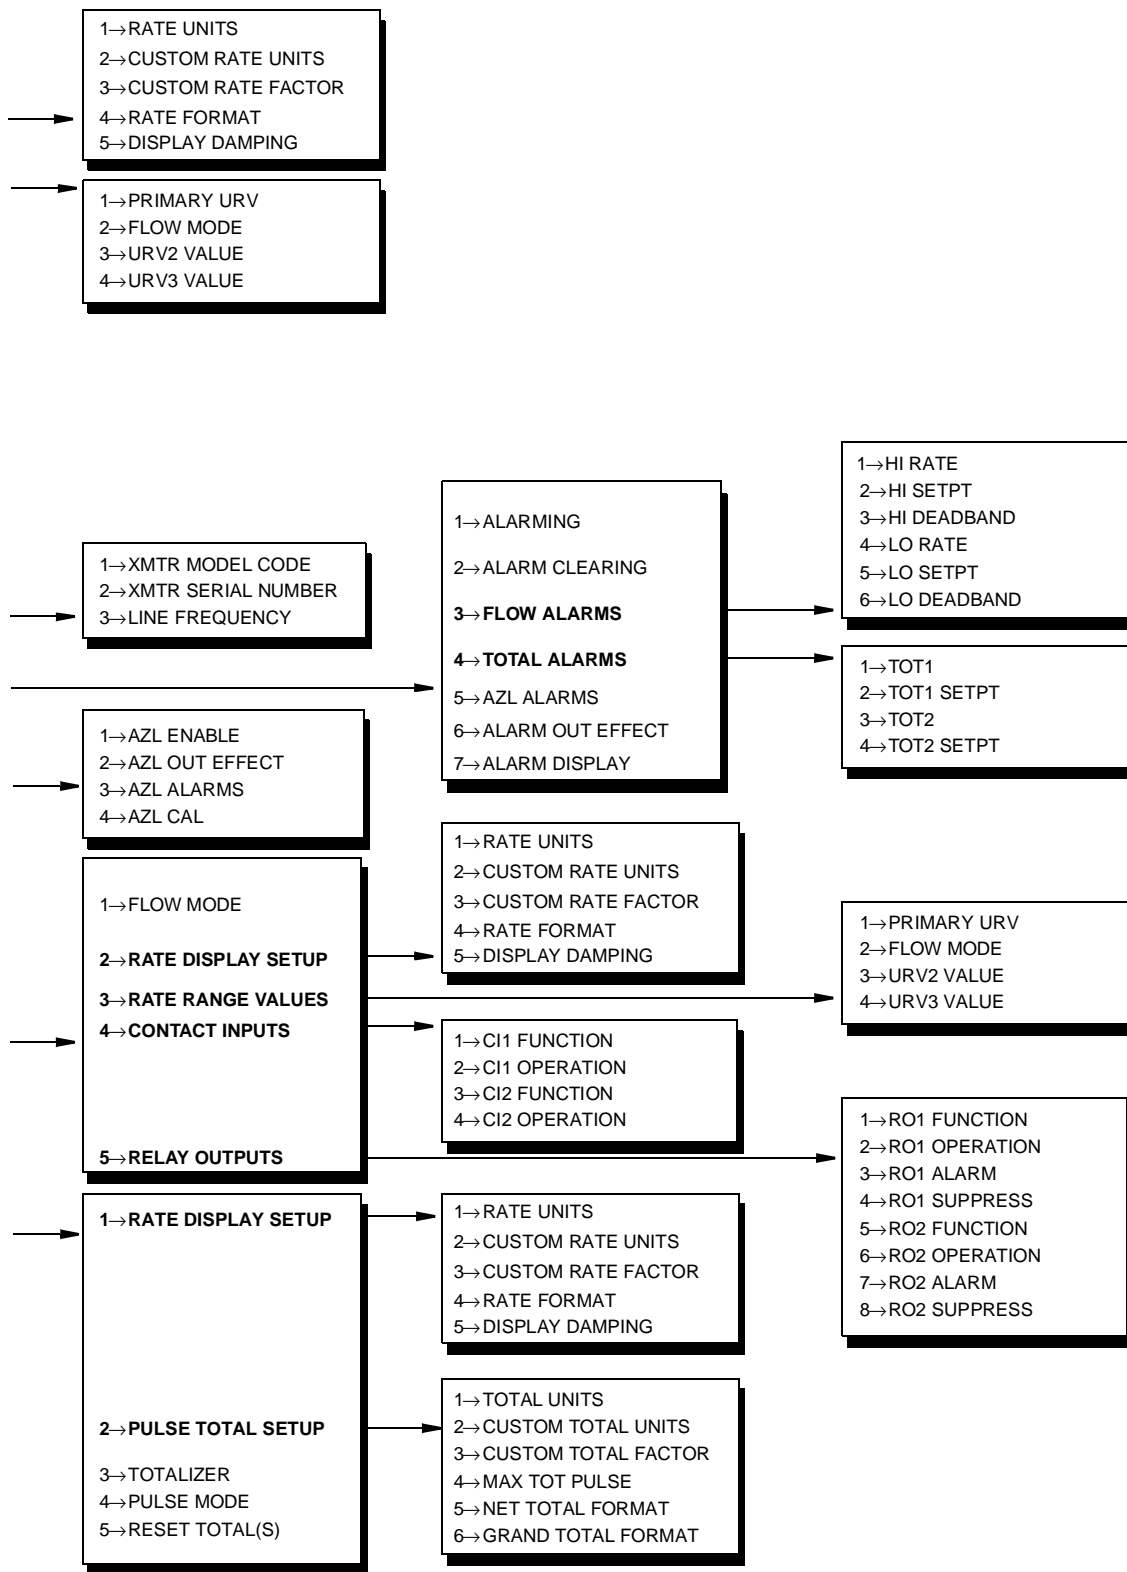 1→RATE UNITS
2→CUSTOM RATE UNITS
3→CUSTOM RATE FACTOR
4→RATE FORMAT
5→DISPLAY DAMPING
1→PRIMARY URV
2→FLOW MODE
3→URV2 VALUE
4→URV3 VALUE
1→XMTR MODEL CODE
2→XMTR SERIAL NUMBER
3→LINE FREQUENCY
1→ALARMING
2→ALARM CLEARING
3→FLOW ALARMS
4→TOTAL ALARMS
5→AZL ALARMS
6→ALARM OUT EFFECT
7→ALARM DISPLAY
1→HI RATE
2→HI SETPT
3→HI DEADBAND
4→LO RATE
5→LO SETPT
6→LO DEADBAND
1→TOT1
2→TOT1 SETPT
3→TOT2
4→TOT2 SETPT
1→AZL ENABLE
2→AZL OUT EFFECT
3→AZL ALARMS
4→AZL CAL
1→FLOW MODE
2→RATE DISPLAY SETUP
3→RATE RANGE VALUES
4→CONTACT INPUTS
5→RELAY OUTPUTS
1→RATE UNITS
2→CUSTOM RATE UNITS
3→CUSTOM RATE FACTOR
4→RATE FORMAT
5→DISPLAY DAMPING
1→PRIMARY URV
2→FLOW MODE
3→URV2 VALUE
4→URV3 VALUE
1→CI1 FUNCTION
2→CI1 OPERATION
3→CI2 FUNCTION
4→CI2 OPERATION
1→RO1 FUNCTION
2→RO1 OPERATION
3→RO1 ALARM
4→RO1 SUPPRESS
5→RO2 FUNCTION
6→RO2 OPERATION
7→RO2 ALARM
8→RO2 SUPPRESS
1→RATE DISPLAY SETUP
2→PULSE TOTAL SETUP
3→TOTALIZER
4→PULSE MODE
5→RESET TOTAL(S)
1→RATE UNITS
2→CUSTOM RATE UNITS
3→CUSTOM RATE FACTOR
4→RATE FORMAT
5→DISPLAY DAMPING
1→TOTAL UNITS
2→CUSTOM TOTAL UNITS
3→CUSTOM TOTAL FACTOR
4→MAX TOT PULSE
5→NET TOTAL FORMAT
6→GRAND TOTAL FORMAT